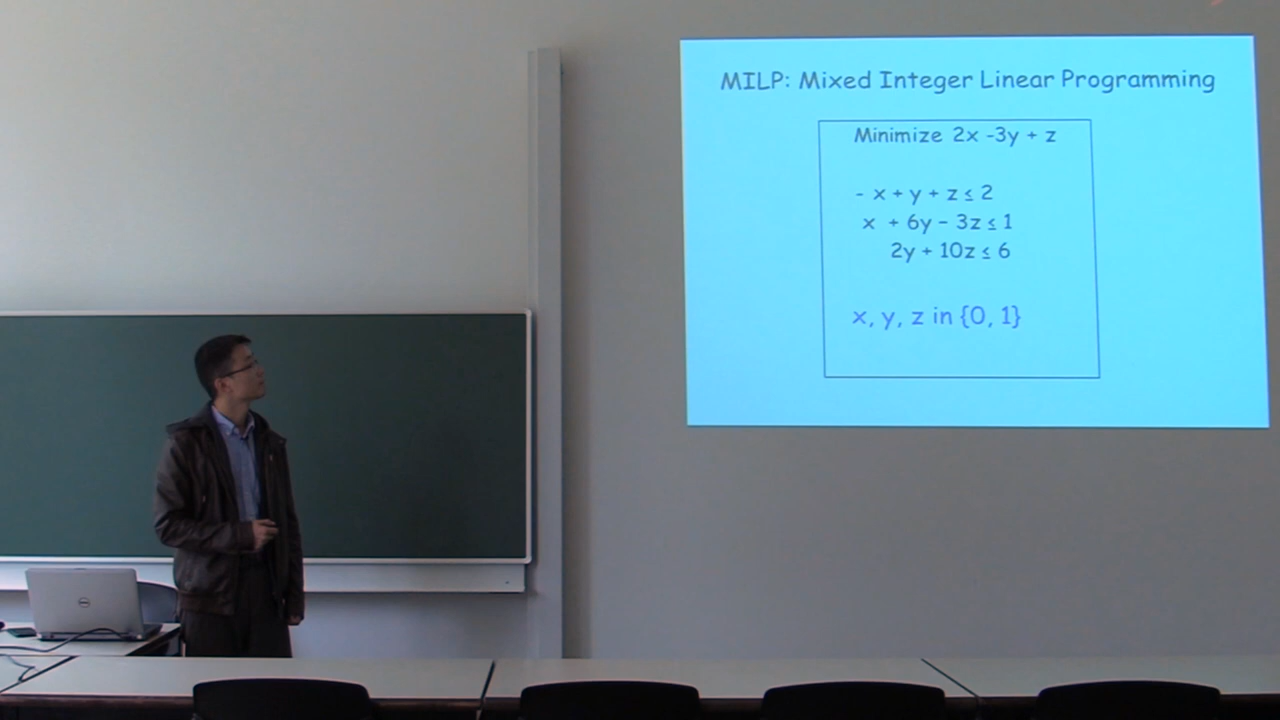 MILP: Mixed Integer Linear Programming
Minimize 2x -3y + z
- x + y + z ≤ 2
x + 6y - 3z ≤ 1
2y + 10z ≤ 6
x, y, z in {0, 1}